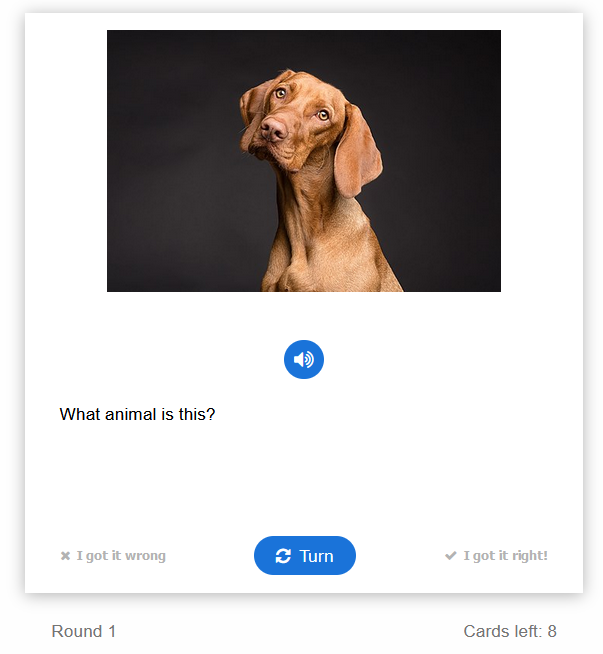 What animal is this?
I got it wrong
Turn
I got it right!
Round 1
Cards left: 8